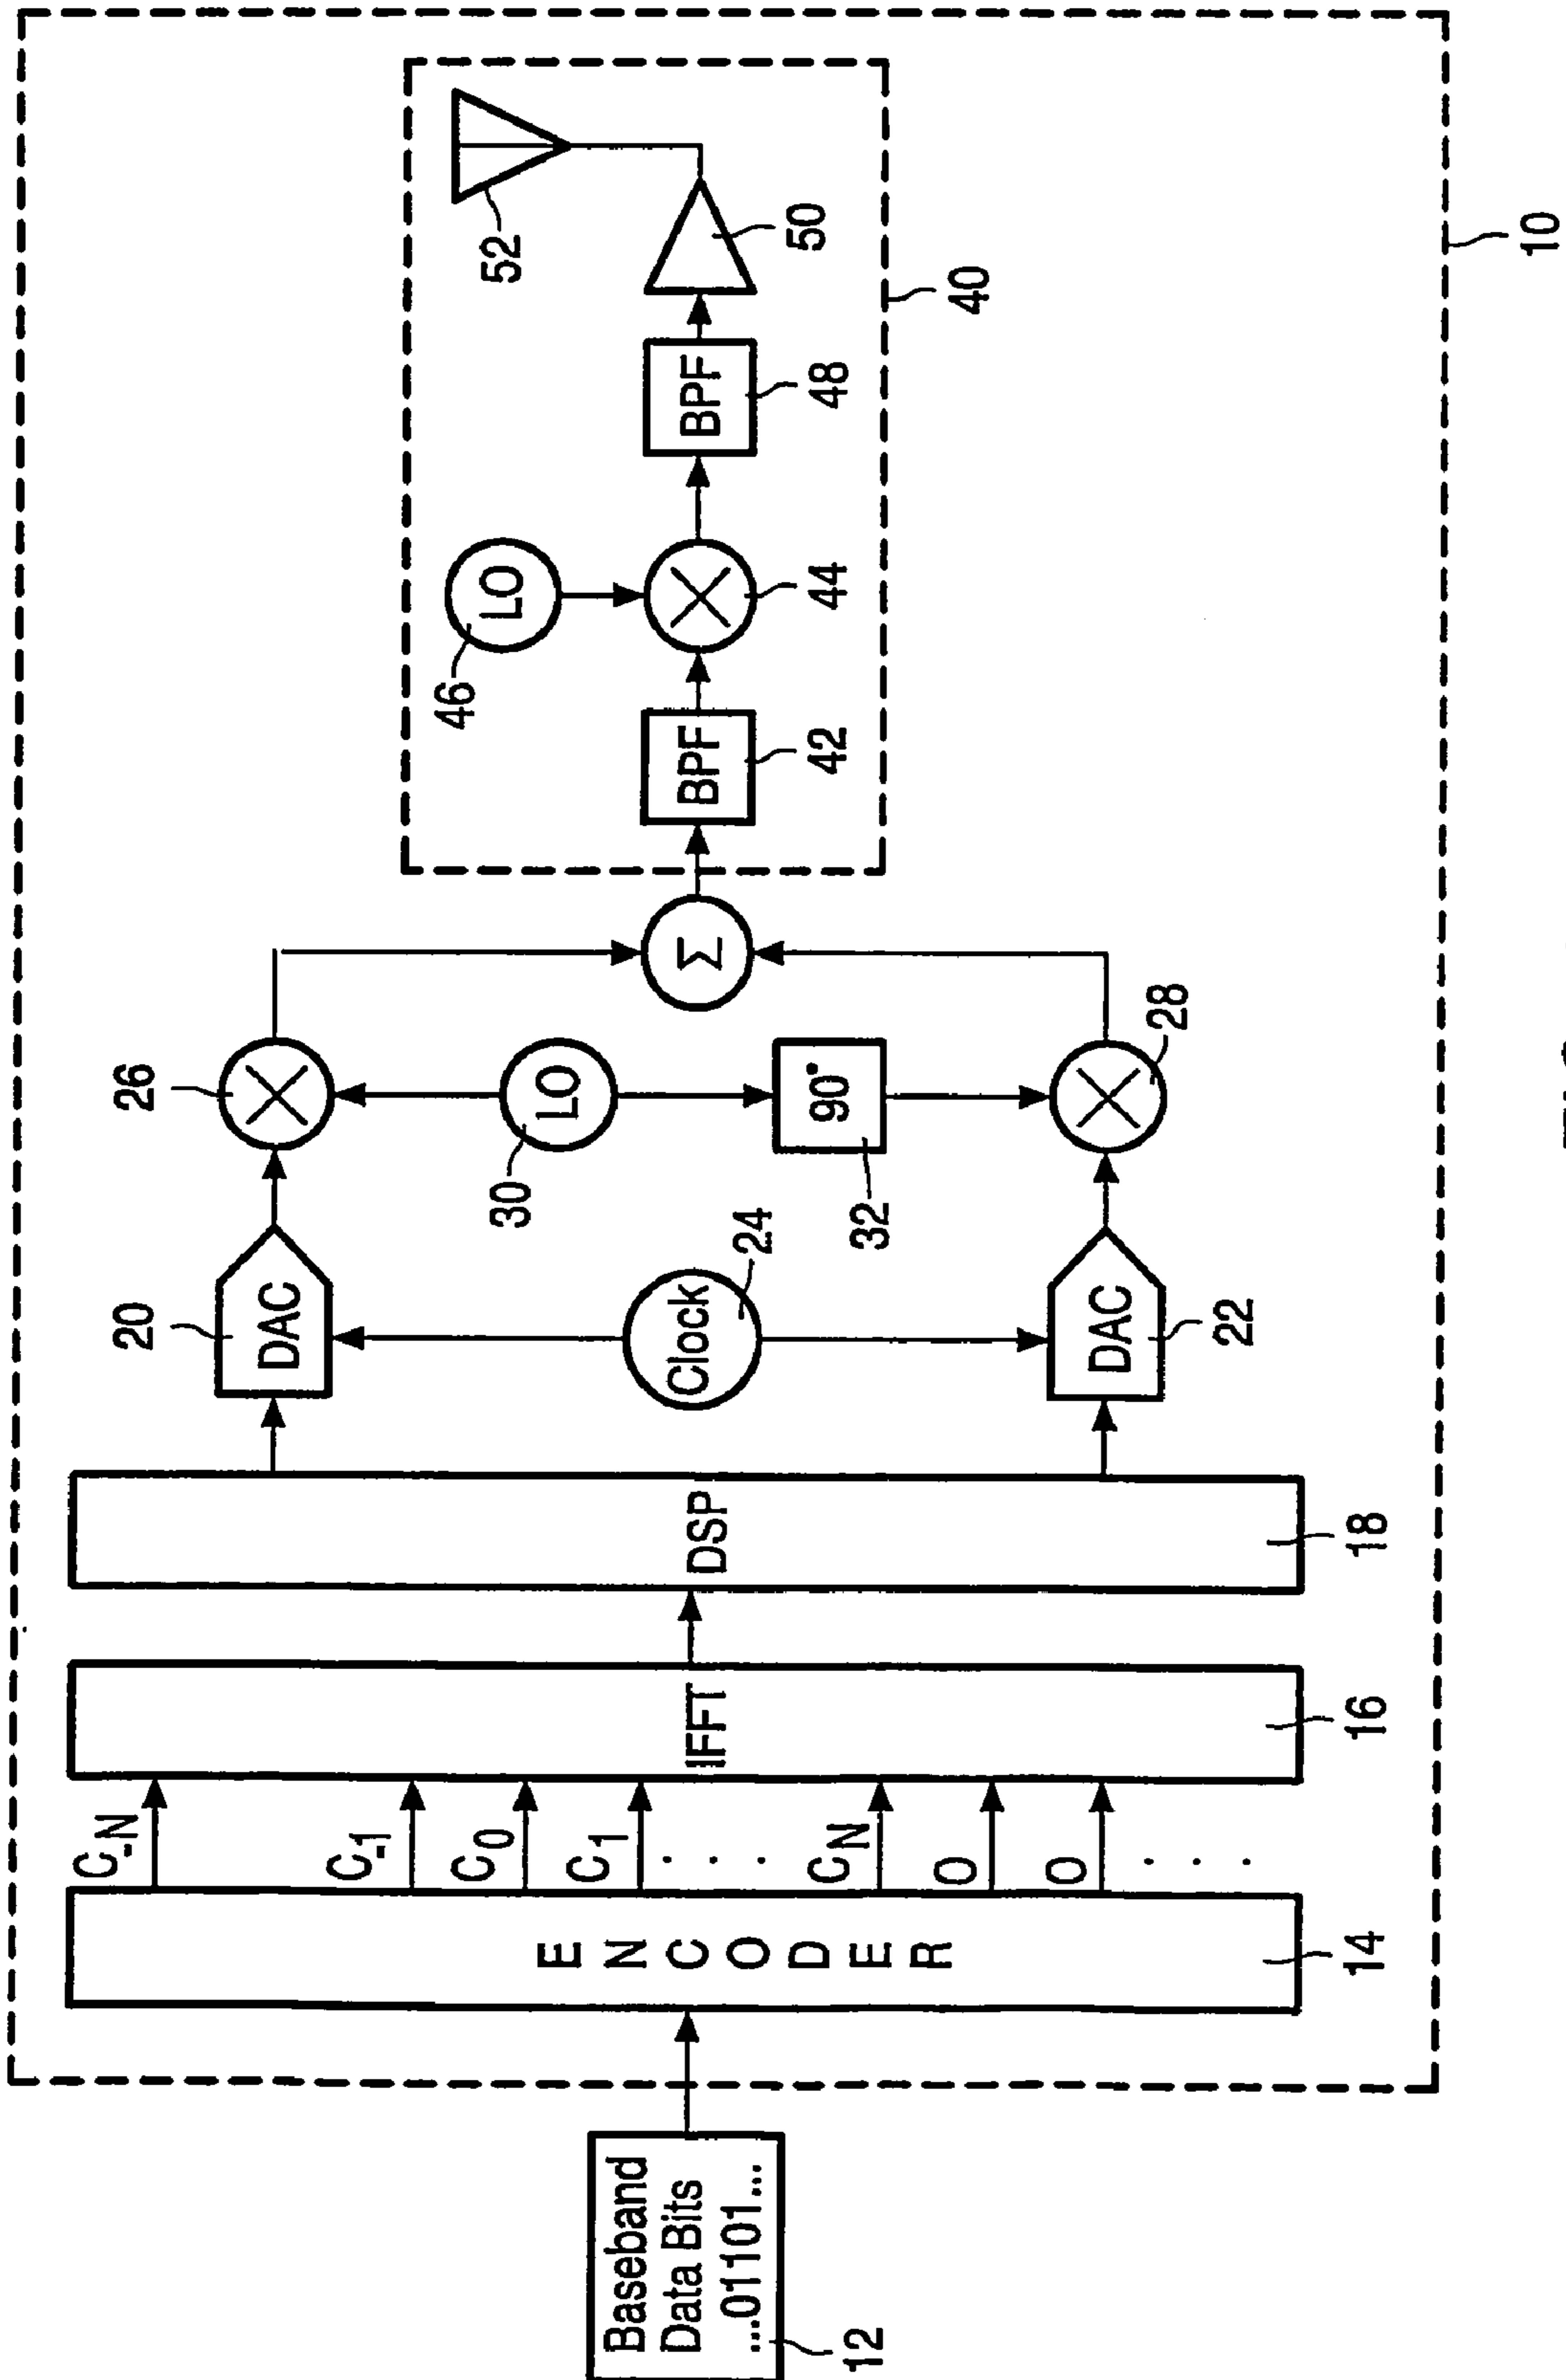 Baseband
Data Bits
...01101...
12
ENCODER
14
C-N
C-1
C0
C1
. . .
CN
0
0
. . .
IFFT
16
DSP
18
20
DAC
Clock
24
DAC
22
26
30
LO
90°
32
28
Σ
BPF
42
46
LO
44
BPF
48
50
52
40
10